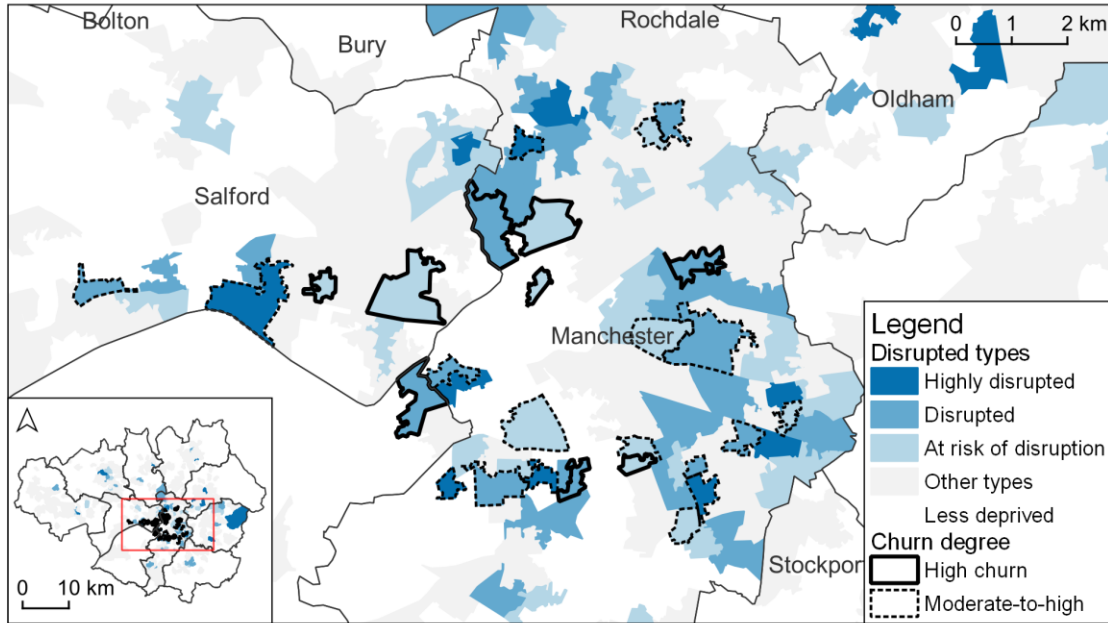 Bolton
Bury
Rochdale
0 1 2 km
Oldham
Salford
Manchester
Stockpor
Legend
Disrupted types
Highly disrupted
Disrupted
At risk of disruption
Other types
Less deprived
Churn degree
High churn
Moderate-to-high
0 10 km